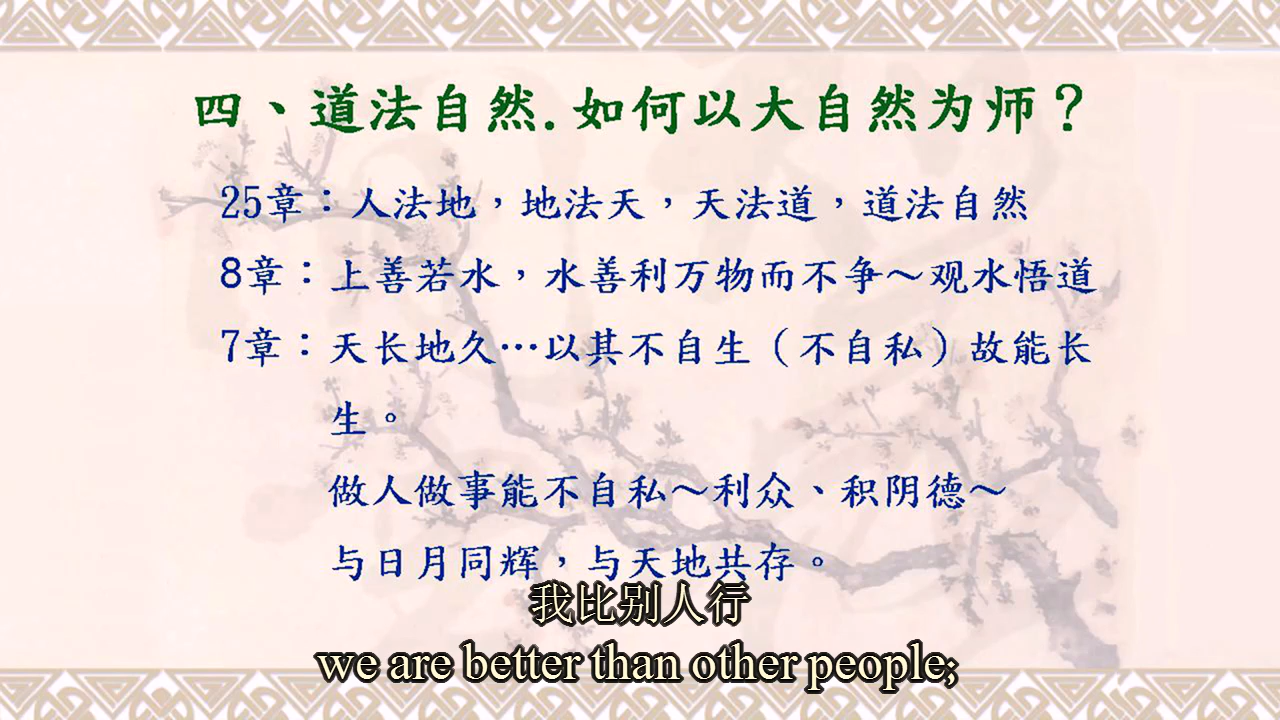 四、道法自然.如何以大自然为师？
25章：人法地，地法天，天法道，道法自然
8章：上善若水，水善利万物而不争～观水悟道
7章：天长地久…以其不自生（不自私）故能长
生。
做人做事能不自私～利众、积阴德～
与日月同辉，与天地共存。
我比别人行
we are better than other people;